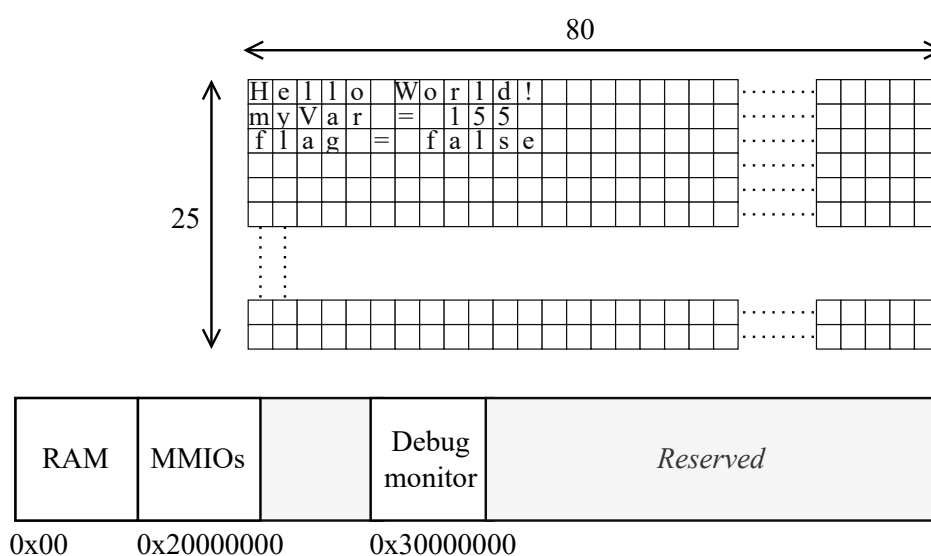 80
Hello World!
myVar = 155
flag = false
25
RAM
MMIOs
Debug
monitor
Reserved
0x00
0x20000000
0x30000000